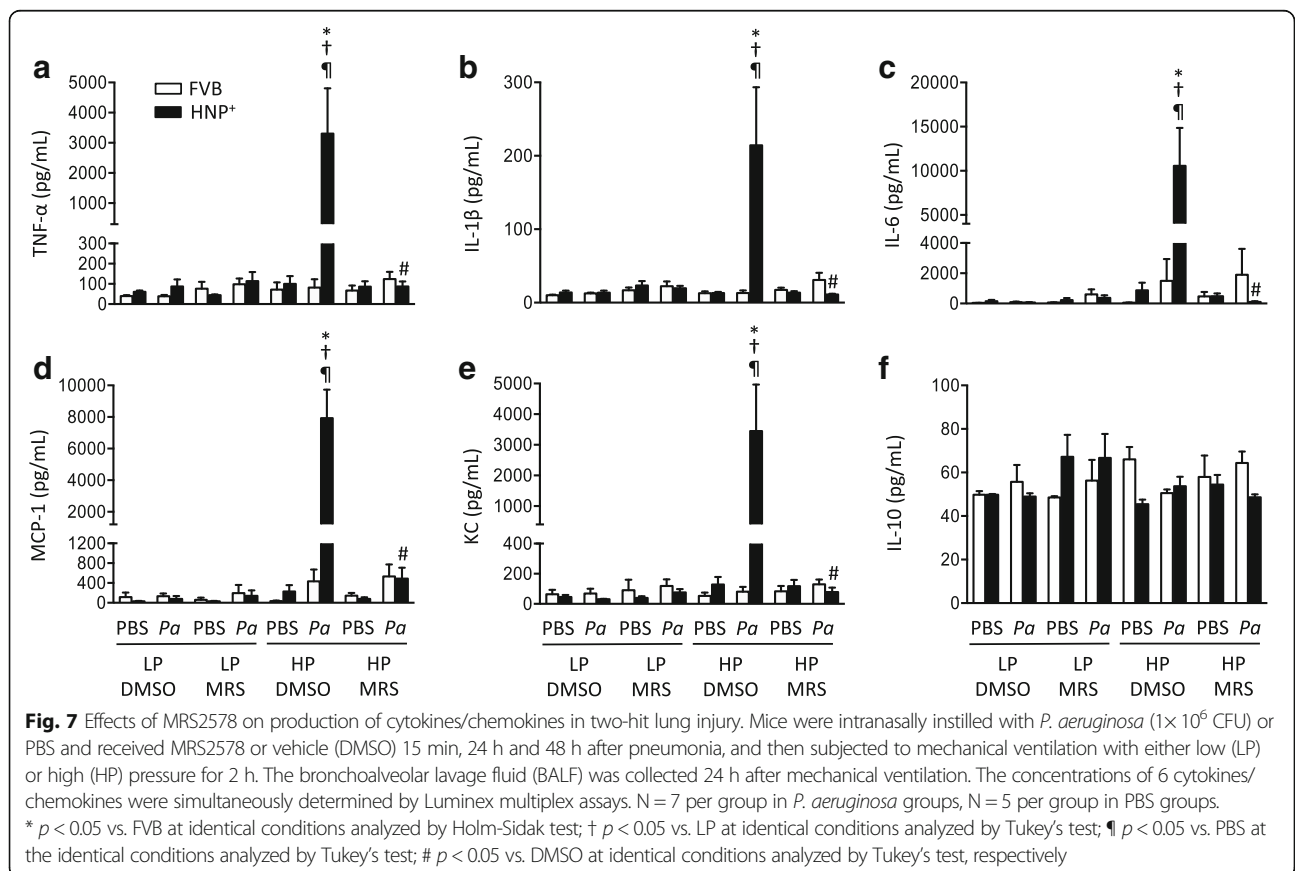 a
TNF-α (pg/mL)
5000
4000
3000
2000
1000
300
200
100
0
FVB
HNP+
*
†
¶
#
b
IL-1β (pg/mL)
300
200
100
0
*
†
¶
#
c
IL-6 (pg/mL)
20000
15000
10000
5000
4000
2000
0
*
†
¶
#
d
MCP-1 (pg/mL)
10000
8000
6000
4000
2000
1200
800
400
0
*
†
¶
#
PBS Pa PBS Pa PBS Pa PBS Pa
LP LP HP HP
DMSO MRS DMSO MRS
e
KC (pg/mL)
5000
4000
3000
2000
1000
400
200
0
*
†
¶
#
PBS Pa PBS Pa PBS Pa PBS Pa
LP LP HP HP
DMSO MRS DMSO MRS
f
IL-10 (pg/mL)
100
80
60
40
20
0
PBS Pa PBS Pa PBS Pa PBS Pa
LP LP HP HP
DMSO MRS DMSO MRS
Fig. 7 Effects of MRS2578 on production of cytokines/chemokines in two-hit lung injury. Mice were intranasally instilled with P. aeruginosa (1× 10⁶ CFU) or
PBS and received MRS2578 or vehicle (DMSO) 15 min, 24 h and 48 h after pneumonia, and then subjected to mechanical ventilation with either low (LP)
or high (HP) pressure for 2 h. The bronchoalveolar lavage fluid (BALF) was collected 24 h after mechanical ventilation. The concentrations of 6 cytokines/
chemokines were simultaneously determined by Luminex multiplex assays. N = 7 per group in P. aeruginosa groups, N = 5 per group in PBS groups.
* p < 0.05 vs. FVB at identical conditions analyzed by Holm-Sidak test; † p < 0.05 vs. LP at identical conditions analyzed by Tukey's test; ¶ p < 0.05 vs. PBS at
the identical conditions analyzed by Tukey's test; # p < 0.05 vs. DMSO at identical conditions analyzed by Tukey's test, respectively